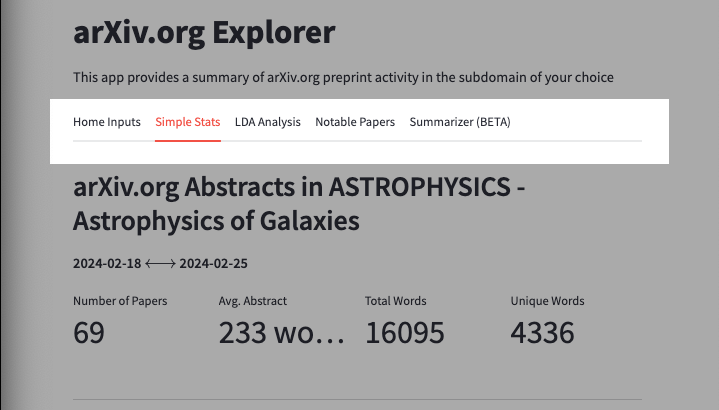 arXiv.org Explorer
This app provides a summary of arXiv.org preprint activity in the subdomain of your choice
Home Inputs Simple Stats LDA Analysis Notable Papers Summarizer (BETA)
arXiv.org Abstracts in ASTROPHYSICS -
Astrophysics of Galaxies
2024-02-18 ⟷ 2024-02-25
Number of Papers Avg. Abstract Total Words Unique Words
69 233 wo... 16095 4336